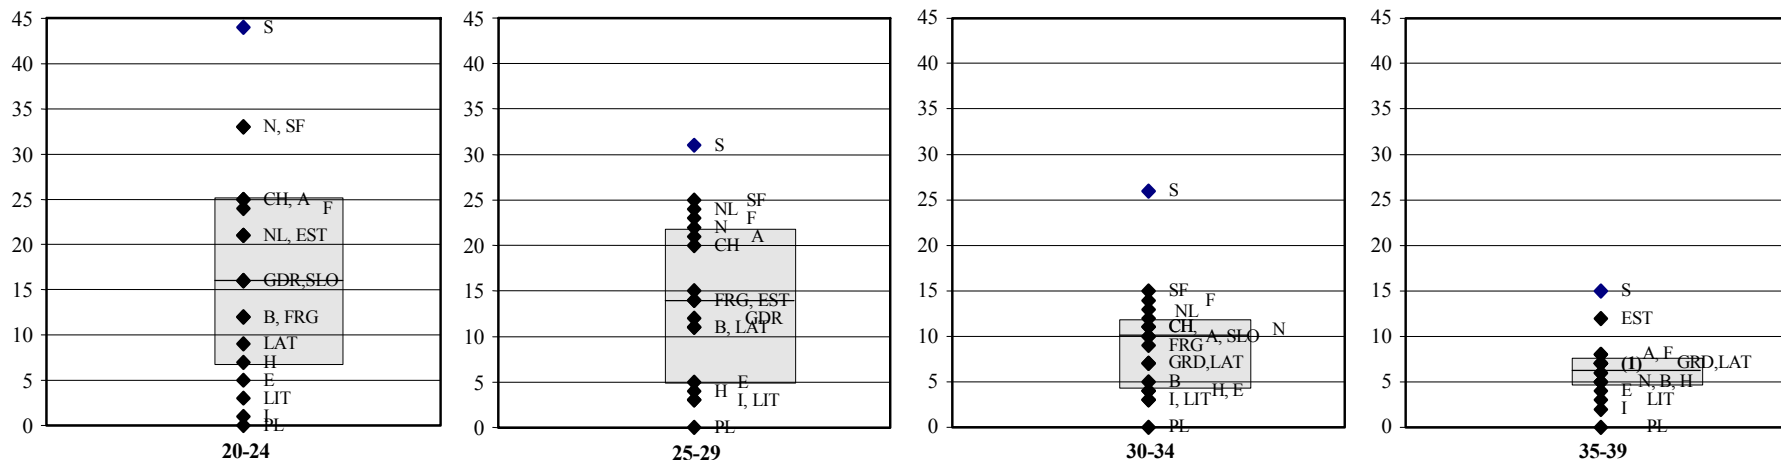 45
40
35
30
25
20
15
10
5
0
S
N, SF
CH, A
F
NL, EST
GDR,SLO
B, FRG
LAT
H
E
LIT
I
PL
20-24
45
40
35
30
25
20
15
10
5
0
S
SF
NL
F
N
A
CH
FRG, EST
GDR
B, LAT
E
H
I, LIT
PL
25-29
45
40
35
30
25
20
15
10
5
0
S
SF
F
NL
CH,
N
A, SLO
FRG
GRD,LAT
B
H, E
I, LIT
PL
30-34
45
40
35
30
25
20
15
10
5
0
S
EST
A, F
(1)
GRD,LAT
N, B, H
E
LIT
I
PL
35-39